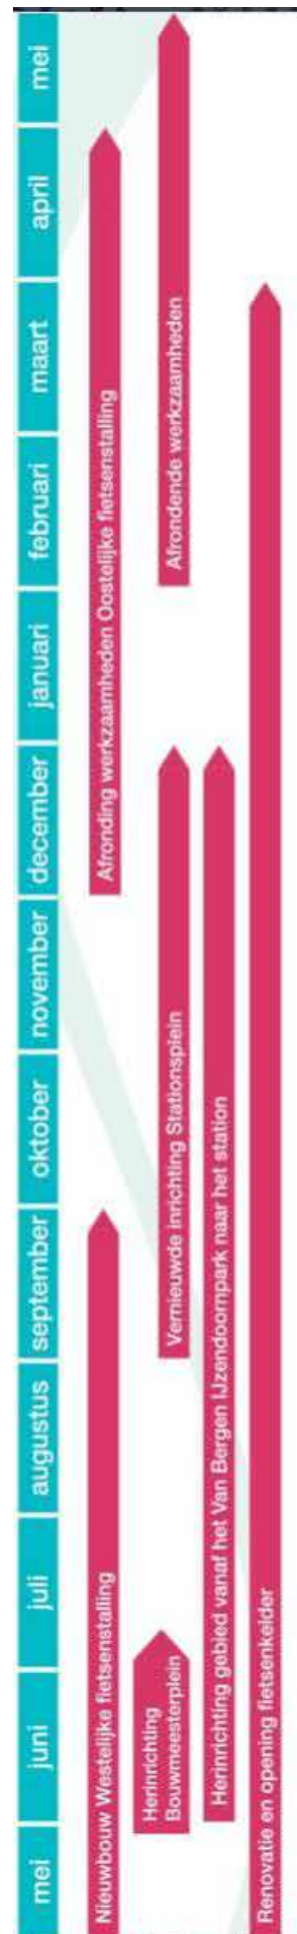 mei
juni
juli
augustus
september
oktober
november
december
januari
februari
maart
april
mei
Nieuwbouw Westelijke fietsenstalling
Afronding werkzaamheden Oostelijke fietsenstalling
Herinrichting
Bouwmeesterplein
Vernieuwde inrichting Stationsplein
Afrondende werkzaamheden
Herinrichting gebied vanaf het Van Bergen IJzendoornpark naar het station
Renovatie en opening fietsenkelder